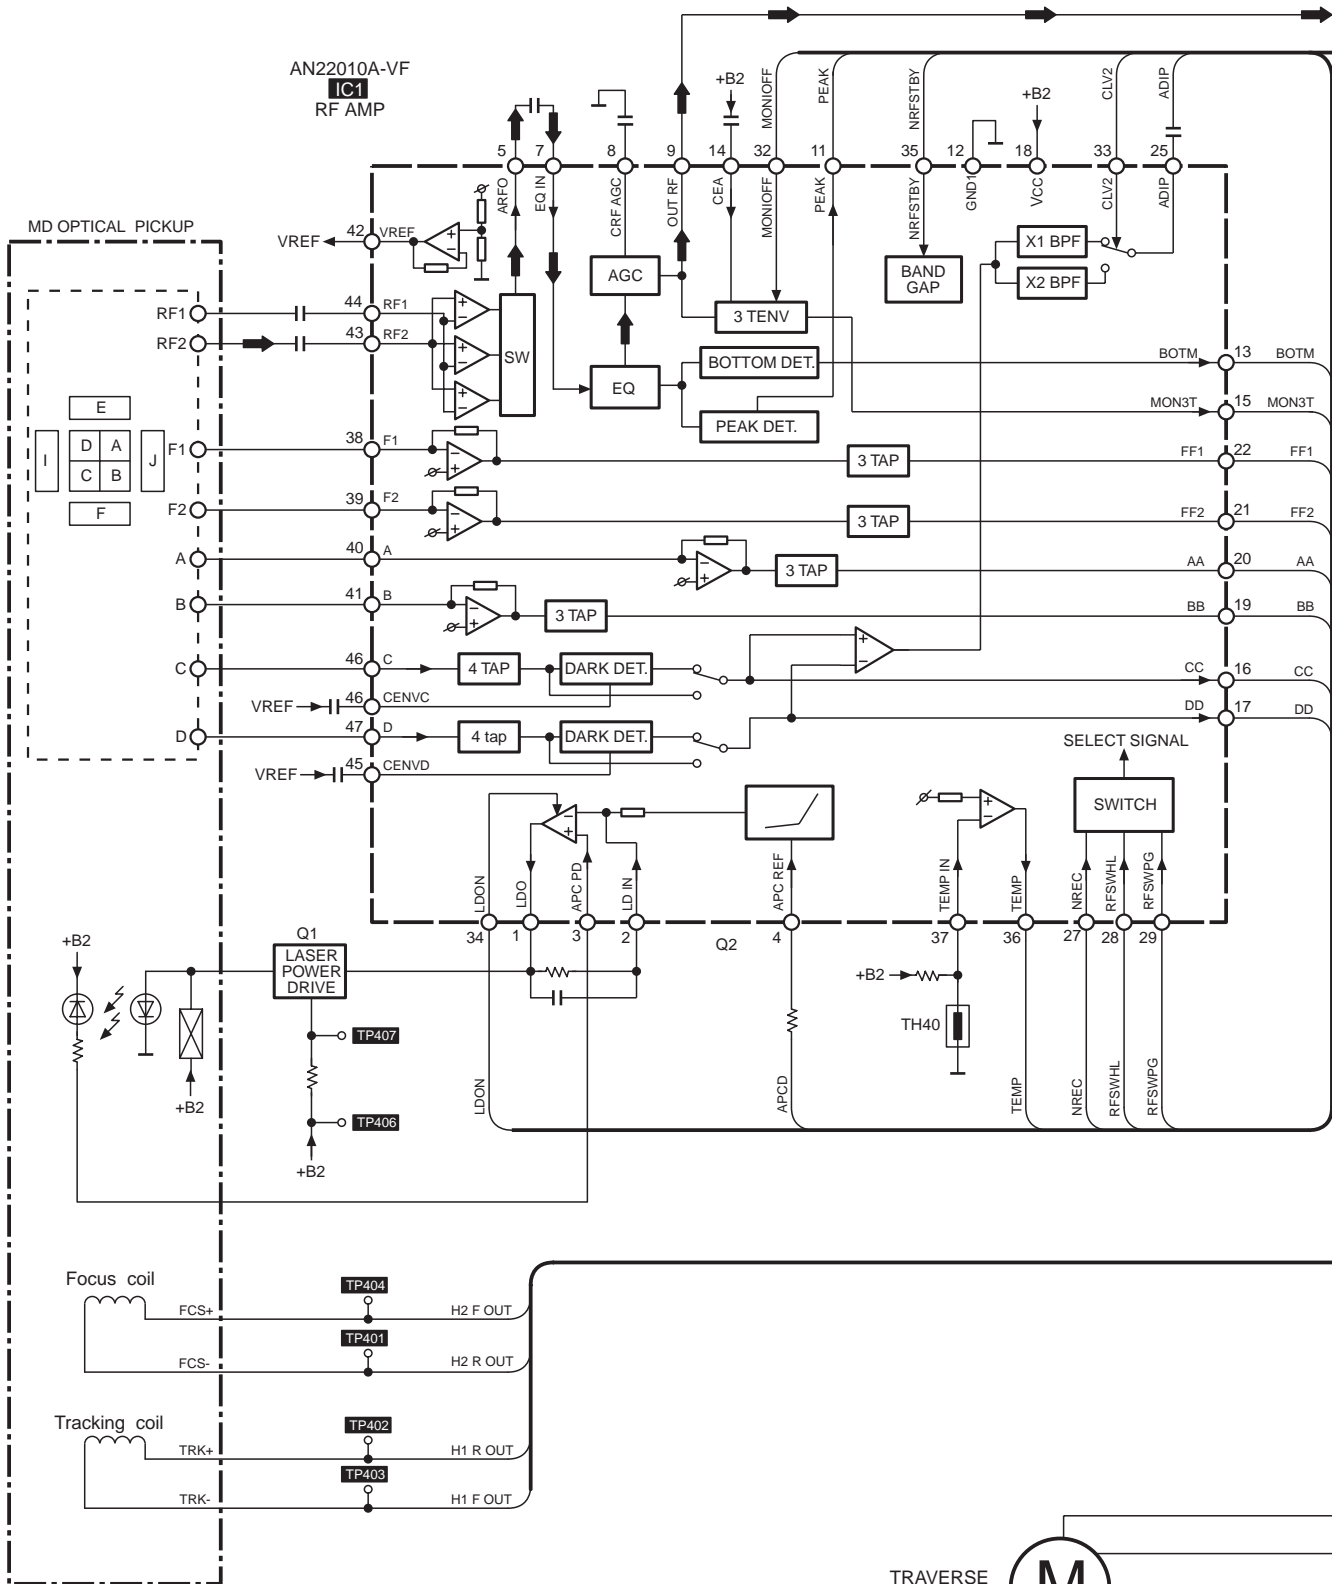 AN22010A-VF
IC1
RF AMP
+B2
MONIOFF
PEAK
NRFSTBY
+B2
CLV2
ADIP
5
7
8
9
14
32
11
35
12
18
33
25
ARFO
EQ IN
CRF AGC
OUT RF
CEA
MONIOFF
PEAK
NRFSTBY
GND1
VCC
CLV2
ADIP
MD OPTICAL PICKUP
VREF
42
VREF
AGC
BAND
GAP
X1 BPF
X2 BPF
RF1
44
RF1
3 TENV
RF2
43
RF2
SW
EQ
BOTTOM DET.
BOTM
13
BOTM
PEAK DET.
MON3T
15
MON3T
E
I
D
A
C
B
J
F
F1
38
F1
3 TAP
FF1
22
FF1
F2
39
F2
3 TAP
FF2
21
FF2
A
40
A
3 TAP
AA
20
AA
B
41
B
3 TAP
BB
19
BB
C
46
C
4 TAP
DARK DET.
CC
16
CC
VREF
46
CENVC
D
47
D
4 tap
DARK DET.
DD
17
DD
VREF
45
CENVD
SELECT SIGNAL
SWITCH
LDON
LDO
APC PD
LD IN
APC REF
TEMP IN
TEMP
NREC
RFSWHL
RFSWPG
34
1
3
2
Q2
4
37
36
27
28
29
+B2
Q1
LASER
POWER
DRIVE
+B2
TP407
TH40
+B2
TP406
+B2
LDON
APCD
TEMP
NREC
RFSWHL
RFSWPG
Focus coil
FCS+
TP404
H2 F OUT
TP401
FCS-
H2 R OUT
Tracking coil
TP402
TRK+
H1 R OUT
TP403
TRK-
H1 F OUT
TRAVERSE
M